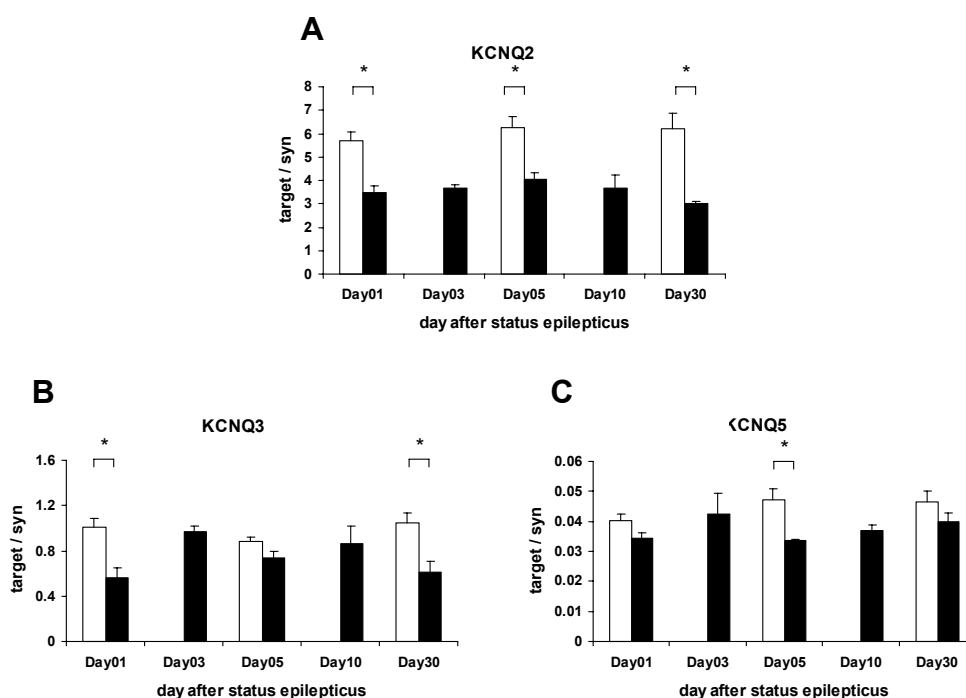 A
KCNQ2
*
*
*
8
7
6
5
4
3
2
1
0
target / syn
Day01 Day03 Day05 Day10 Day30
day after status epilepticus
B
KCNQ3
*
*
1.6
1.2
0.8
0.4
0
target / syn
Day01 Day03 Day05 Day10 Day30
day after status epilepticus
C
KCNQ5
*
0.06
0.05
0.04
0.03
0.02
0.01
0
target / syn
Day01 Day03 Day05 Day10 Day30
day after status epilepticus